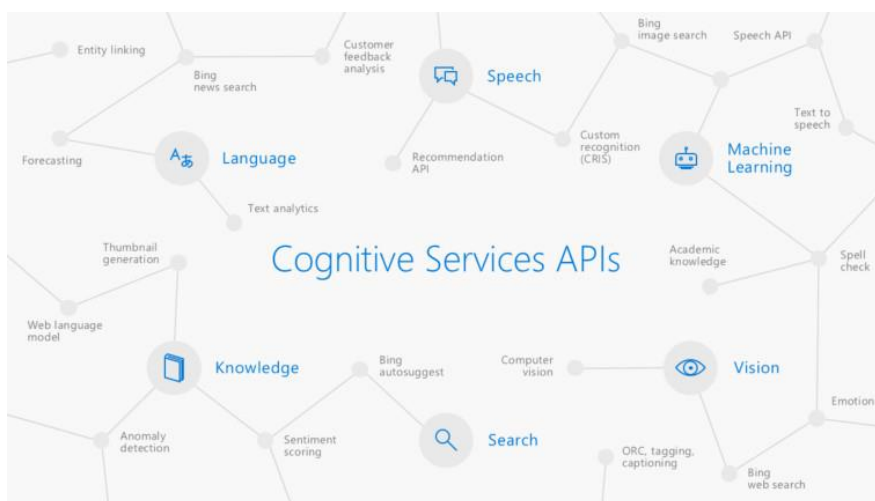 Entity linking
Bing
news search
Customer
feedback
analysis
Speech
Bing
image search
Speech API
Text to
speech
Forecasting
Aあ
Language
Recommendation
API
Custom
recognition
(CRIS)
Machine
Learning
Text analytics
Thumbnail
generation
Cognitive Services APIs
Academic
knowledge
Spell
check
Web language
model
Knowledge
Bing
autosuggest
Computer
vision
Vision
Emotion
Anomaly
detection
Sentiment
scoring
Search
ORC, tagging,
captioning
Bing
web search